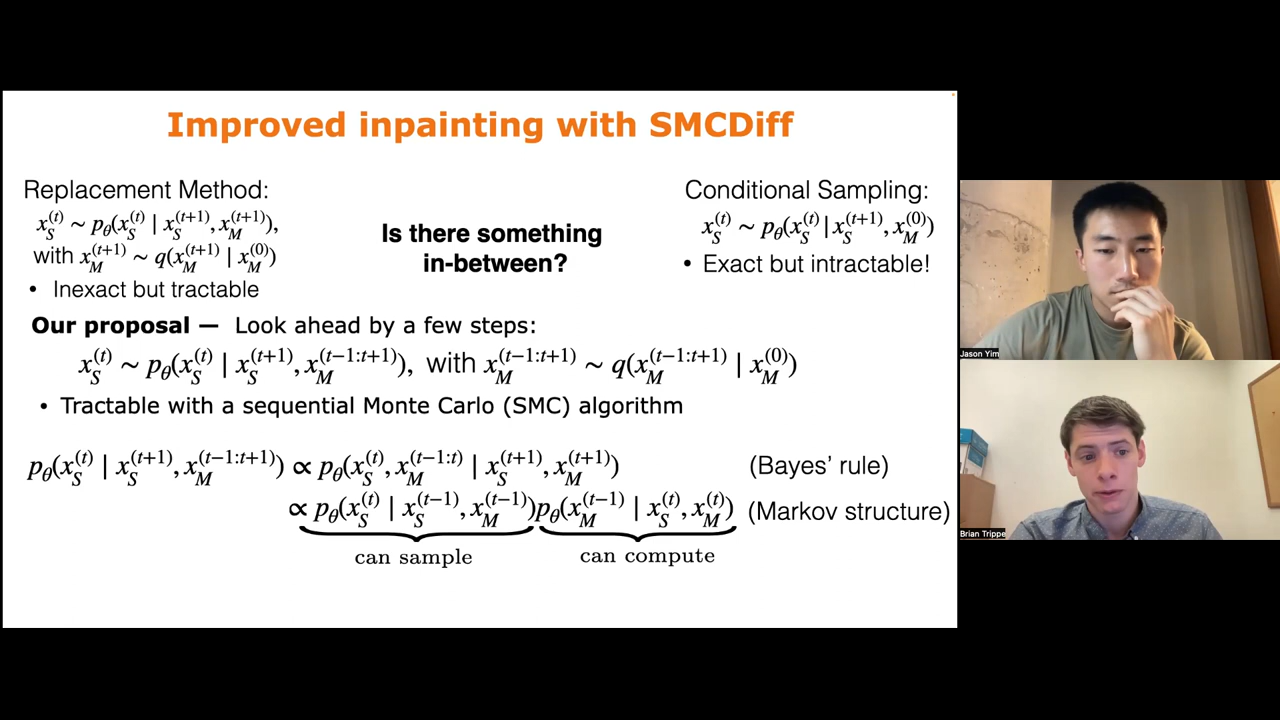 Improved inpainting with SMCDiff
Replacement Method:
x_S^{(t)} ~ p_θ(x_S^{(t)} | x_S^{(t+1)}, x_M^{(t+1)}),
with x_M^{(t+1)} ~ q(x_M^{(t+1)} | x_M^{(0)})
• Inexact but tractable
Is there something
in-between?
Conditional Sampling:
x_S^{(t)} ~ p_θ(x_S^{(t)} | x_S^{(t+1)}, x_M^{(0)})
• Exact but intractable!
Our proposal — Look ahead by a few steps:
x_S^{(t)} ~ p_θ(x_S^{(t)} | x_S^{(t+1)}, x_M^{(t-1:t+1)}), with x_M^{(t-1:t+1)} ~ q(x_M^{(t-1:t+1)} | x_M^{(0)})
• Tractable with a sequential Monte Carlo (SMC) algorithm
p_θ(x_S^{(t)} | x_S^{(t+1)}, x_M^{(t-1:t+1)}) ∝ p_θ(x_S^{(t)}, x_M^{(t-1:t)} | x_S^{(t+1)}, x_M^{(t+1)}) (Bayes' rule)
∝ p_θ(x_S^{(t)} | x_S^{(t-1)}, x_M^{(t-1)})p_θ(x_M^{(t-1)} | x_S^{(t)}, x_M^{(t)}) (Markov structure)
can sample can compute
Jason Yim
Brian Trippe